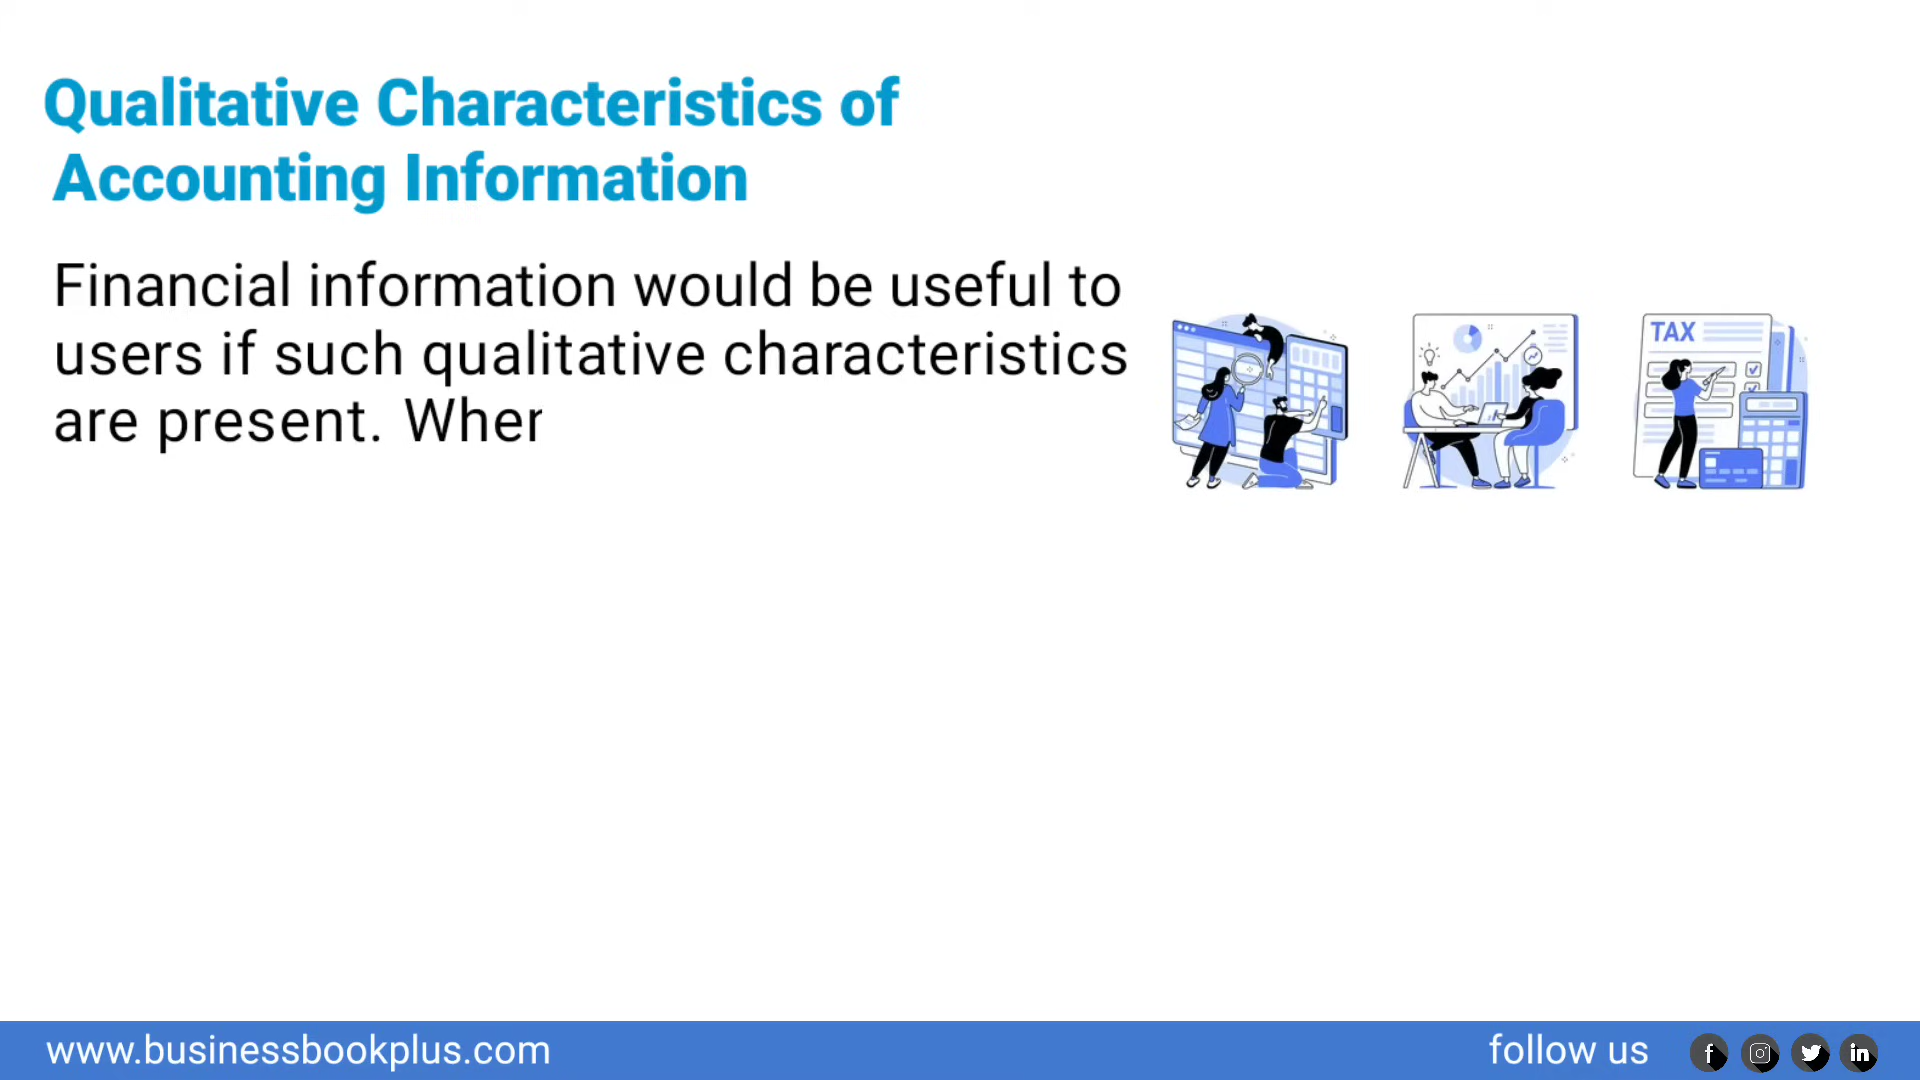 Qualitative Characteristics of
Accounting Information
Financial information would be useful to
users if such qualitative characteristics
are present. Wher
TAX
www.businessbookplus.com
follow us